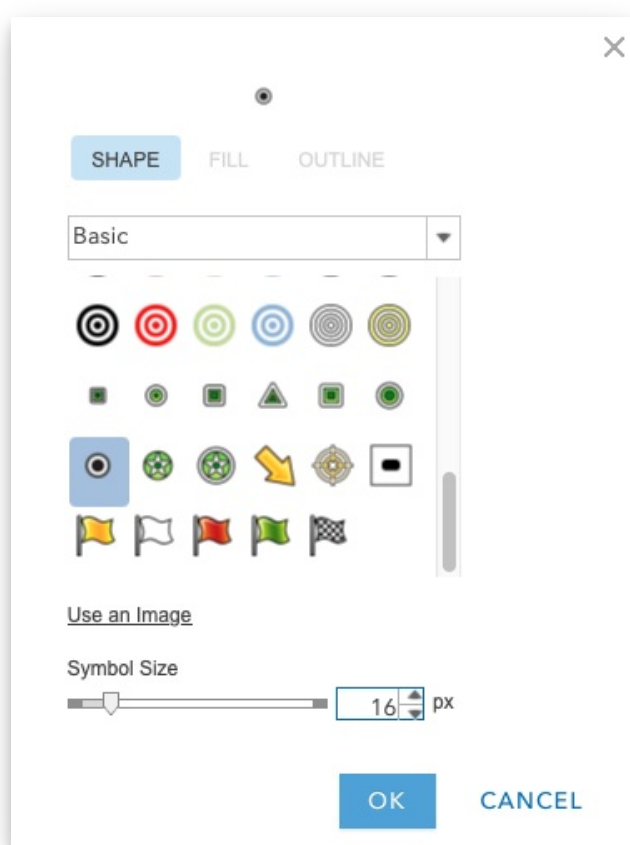 SHAPE FILL OUTLINE
Basic
Use an Image
Symbol Size
16 px
OK CANCEL